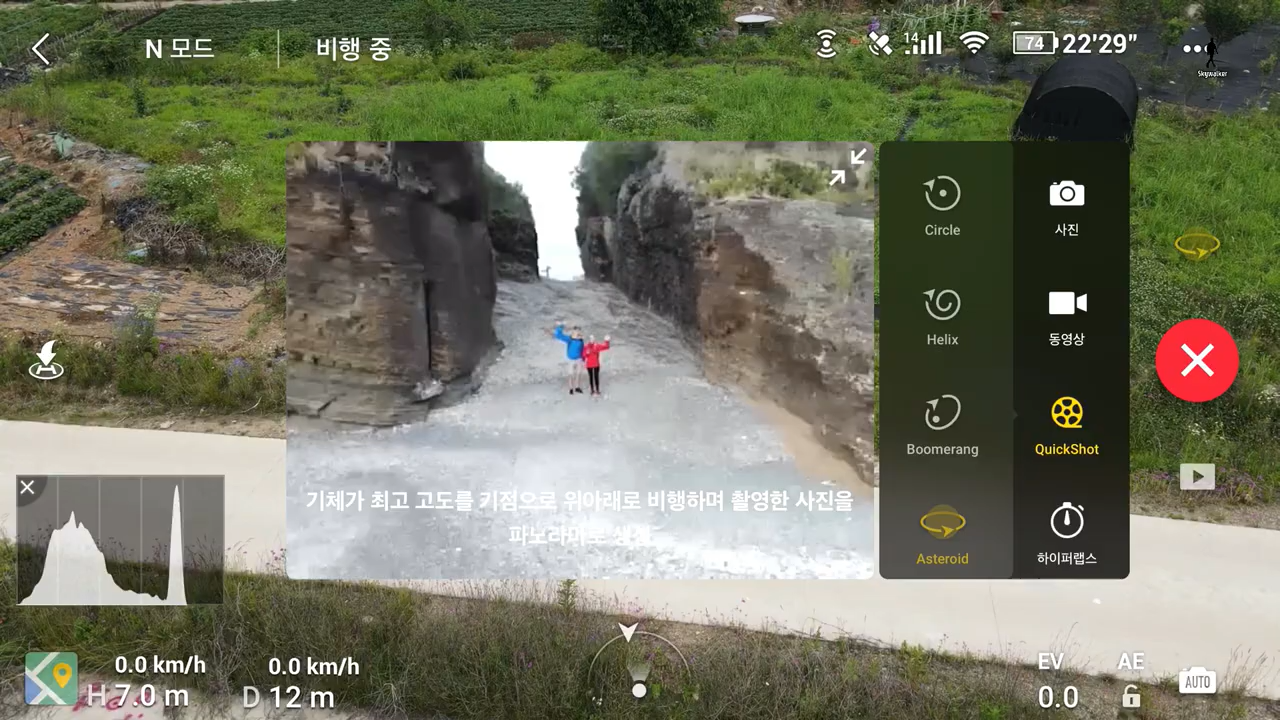 N 모드
비행 중
14
74
22'29"
Skywalker
Circle
사진
Helix
동영상
Boomerang
QuickShot
기체가 최고 고도를 기점으로 위아래로 비행하며 촬영한 사진을
파노라마로 생성
Asteroid
하이퍼랩스
0.0 km/h
0.0 km/h
H 7.0 m
D 12 m
EV
AE
0.0
AUTO